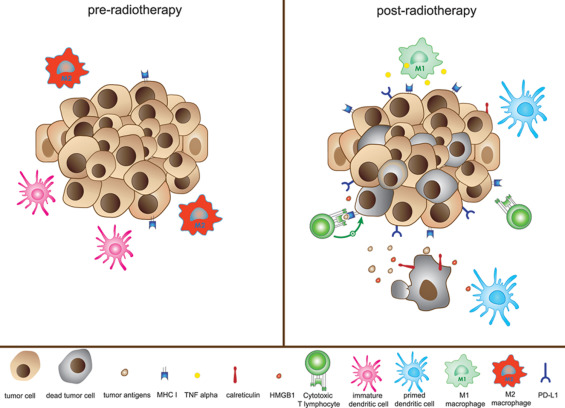 pre-radiotherapy
post-radiotherapy
M2
M2
M1
tumor cell
dead tumor cell
tumor antigens
MHC I
TNF alpha
calreticulin
HMGB1
Cytotoxic
T lymphocyte
immature
dendritic cell
primed
dendritic cell
M1
M1
macrophage
M2
M2
macrophage
PD-L1